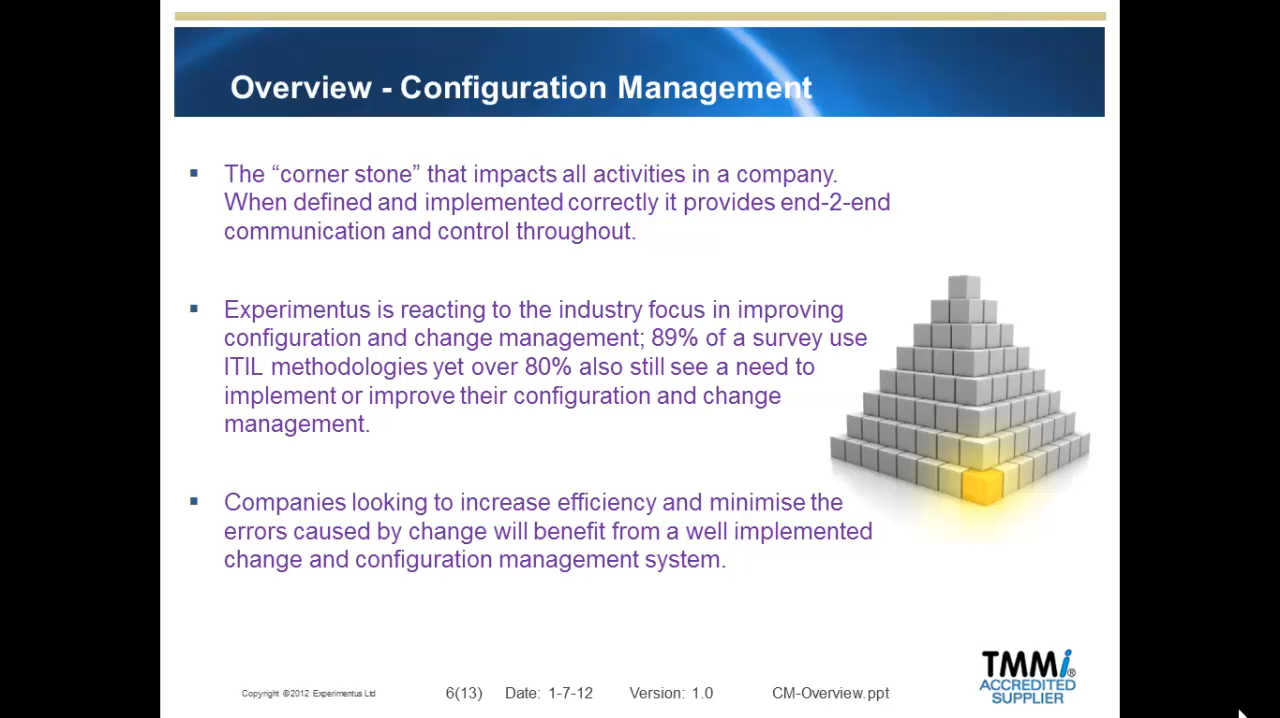 Overview - Configuration Management
▪ The “corner stone” that impacts all activities in a company.
When defined and implemented correctly it provides end-2-end
communication and control throughout.
▪ Experimentus is reacting to the industry focus in improving
configuration and change management; 89% of a survey use
ITIL methodologies yet over 80% also still see a need to
implement or improve their configuration and change
management.
▪ Companies looking to increase efficiency and minimise the
errors caused by change will benefit from a well implemented
change and configuration management system.
TMMi®
ACCREDITED
SUPPLIER
Copyright ©2012 Experimentus Ltd 6(13) Date: 1-7-12 Version: 1.0 CM-Overview.ppt